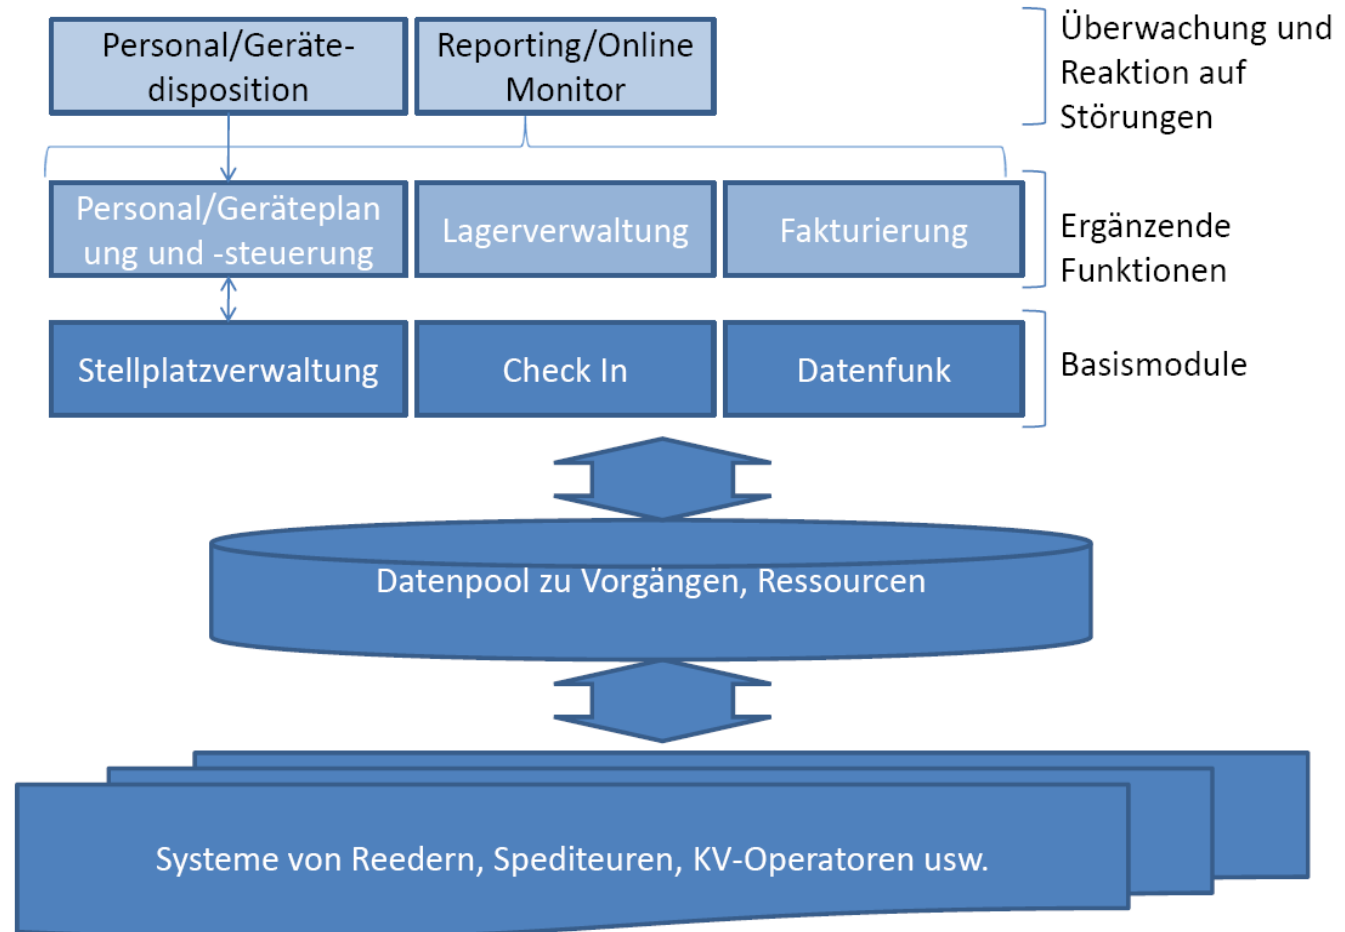 Personal/Geräte-
disposition
Reporting/Online
Monitor
Überwachung und
Reaktion auf
Störungen
Personal/Geräteplan
ung und -steuerung
Lagerverwaltung
Fakturierung
Ergänzende
Funktionen
Stellplatzverwaltung
Check In
Datenfunk
Basismodule
Datenpool zu Vorgängen, Ressourcen
Systeme von Reedern, Spediteuren, KV-Operatoren usw.